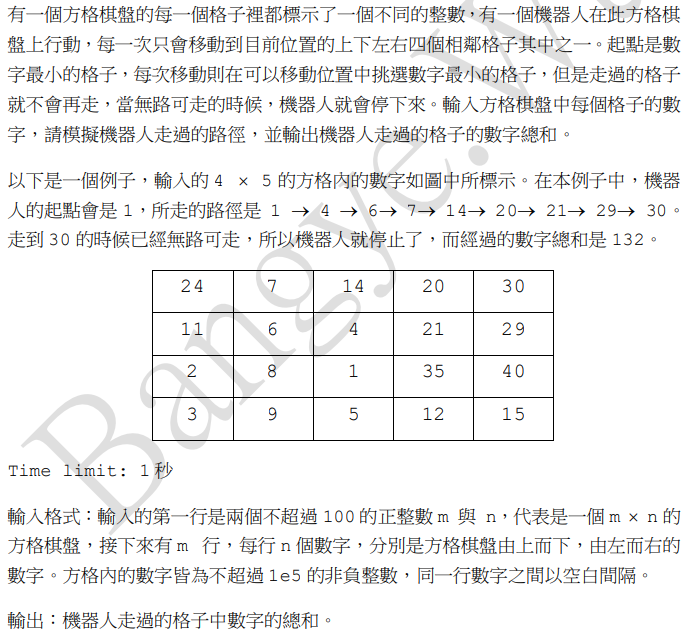 有一個方格棋盤的每一個格子裡都標示了一個不同的整數，有一個機器人在此方格棋
盤上行動，每一次只會移動到目前位置的上下左右四個相鄰格子其中之一。起點是數
字最小的格子，每次移動則在可以移動位置中挑選數字最小的格子，但是走過的格子
就不會再走，當無路可走的時候，機器人就會停下來。輸入方格棋盤中每個格子的數
字，請模擬機器人走過的路徑，並輸出機器人走過的格子的數字總和。
以下是一個例子，輸入的 4 × 5 的方格內的數字如圖中所標示。在本例子中，機器
人的起點會是 1，所走的路徑是 1 → 4 → 6→ 7→ 14→ 20→ 21→ 29→ 30。
走到 30 的時候已經無路可走，所以機器人就停止了，而經過的數字總和是 132。
24 7 14 20 30
11 6 4 21 29
2 8 1 35 40
3 9 5 12 15
Time limit: 1 秒
輸入格式：輸入的第一行是兩個不超過 100 的正整數 m 與 n，代表是一個 m × n 的
方格棋盤，接下來有 m 行，每行 n 個數字，分別是方格棋盤由上而下，由左而右的
數字。方格內的數字皆為不超過 1e5 的非負整數，同一行數字之間以空白間隔。
輸出：機器人走過的格子中數字的總和。
Bangye. Wu